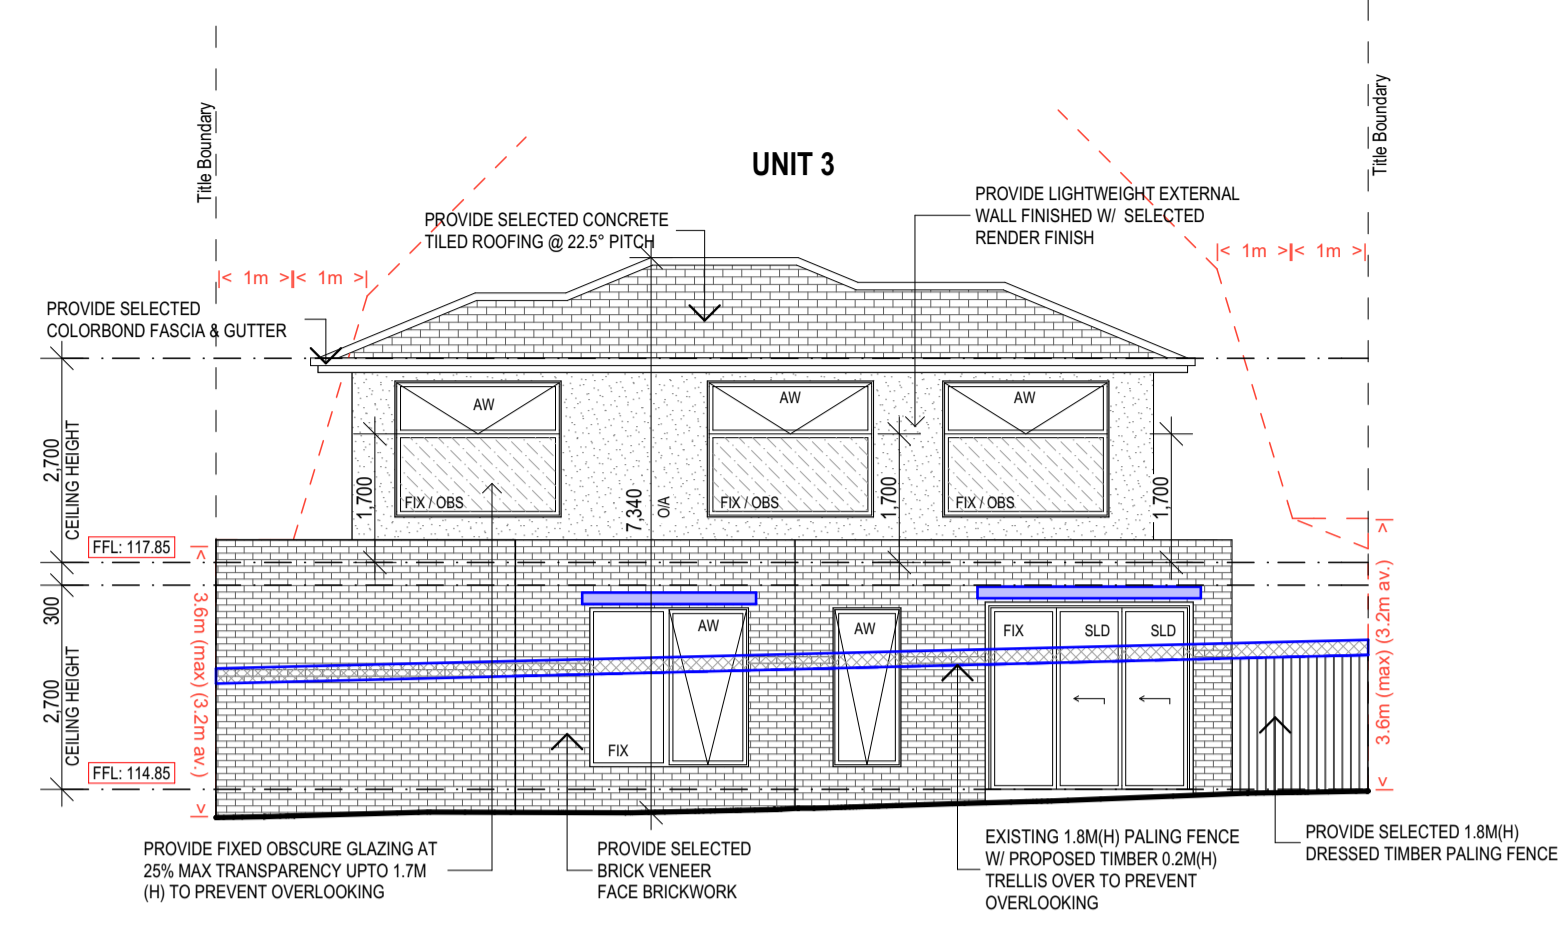 Title Boundary
Title Boundary
UNIT 3
PROVIDE LIGHTWEIGHT EXTERNAL
WALL FINISHED W/ SELECTED
RENDER FINISH
PROVIDE SELECTED CONCRETE
TILED ROOFING @ 22.5° PITCH
< 1m >|< 1m >|
|< 1m >|< 1m >|
PROVIDE SELECTED
COLORBOND FASCIA & GUTTER
AW
AW
AW
2,700
CEILING HEIGHT
FIX / OBS
FIX / OBS
FIX / OBS
1,700
7,340
O/A
1,700
1,700
FFL: 117.85
300
3.6m (max) (3.2m av.)
3.6m (max) (3.2m av.)
AW
AW
FIX
SLD
SLD
2,700
CEILING HEIGHT
FIX
FFL: 114.85
PROVIDE FIXED OBSCURE GLAZING AT
25% MAX TRANSPARENCY UPTO 1.7M
(H) TO PREVENT OVERLOOKING
PROVIDE SELECTED
BRICK VENEER
FACE BRICKWORK
EXISTING 1.8M(H) PALING FENCE
W/ PROPOSED TIMBER 0.2M(H)
TRELLIS OVER TO PREVENT
OVERLOOKING
PROVIDE SELECTED 1.8M(H)
DRESSED TIMBER PALING FENCE